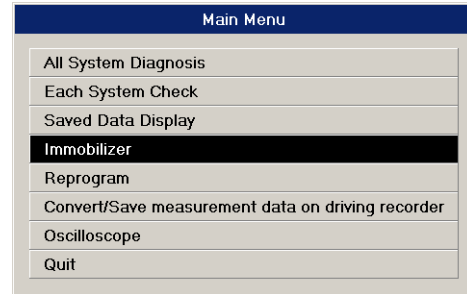 Main Menu
All System Diagnosis
Each System Check
Saved Data Display
Immobilizer
Reprogram
Convert/Save measurement data on driving recorder
Oscilloscope
Quit